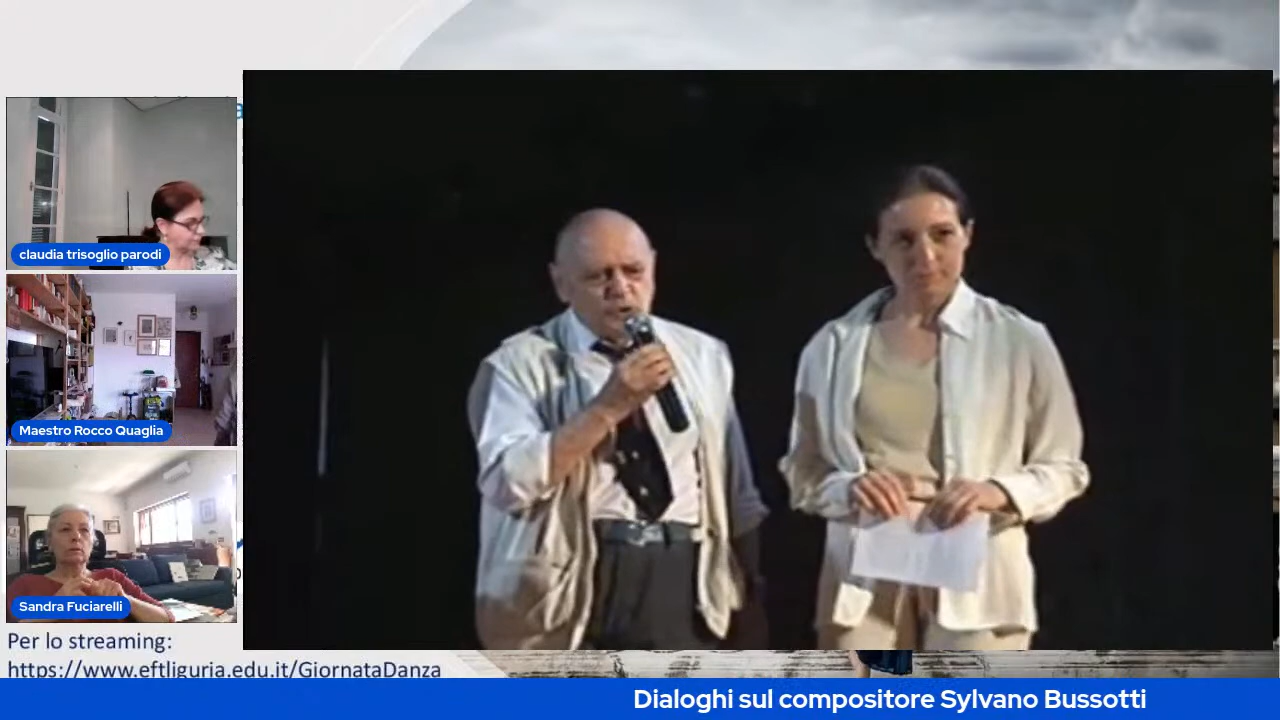 claudia trisoglio parodi
Maestro Rocco Quaglia
Sandra Fuciarelli
Per lo streaming:
https://www.eftliguria.edu.it/GiornataDanza
Dialoghi sul compositore Sylvano Bussotti